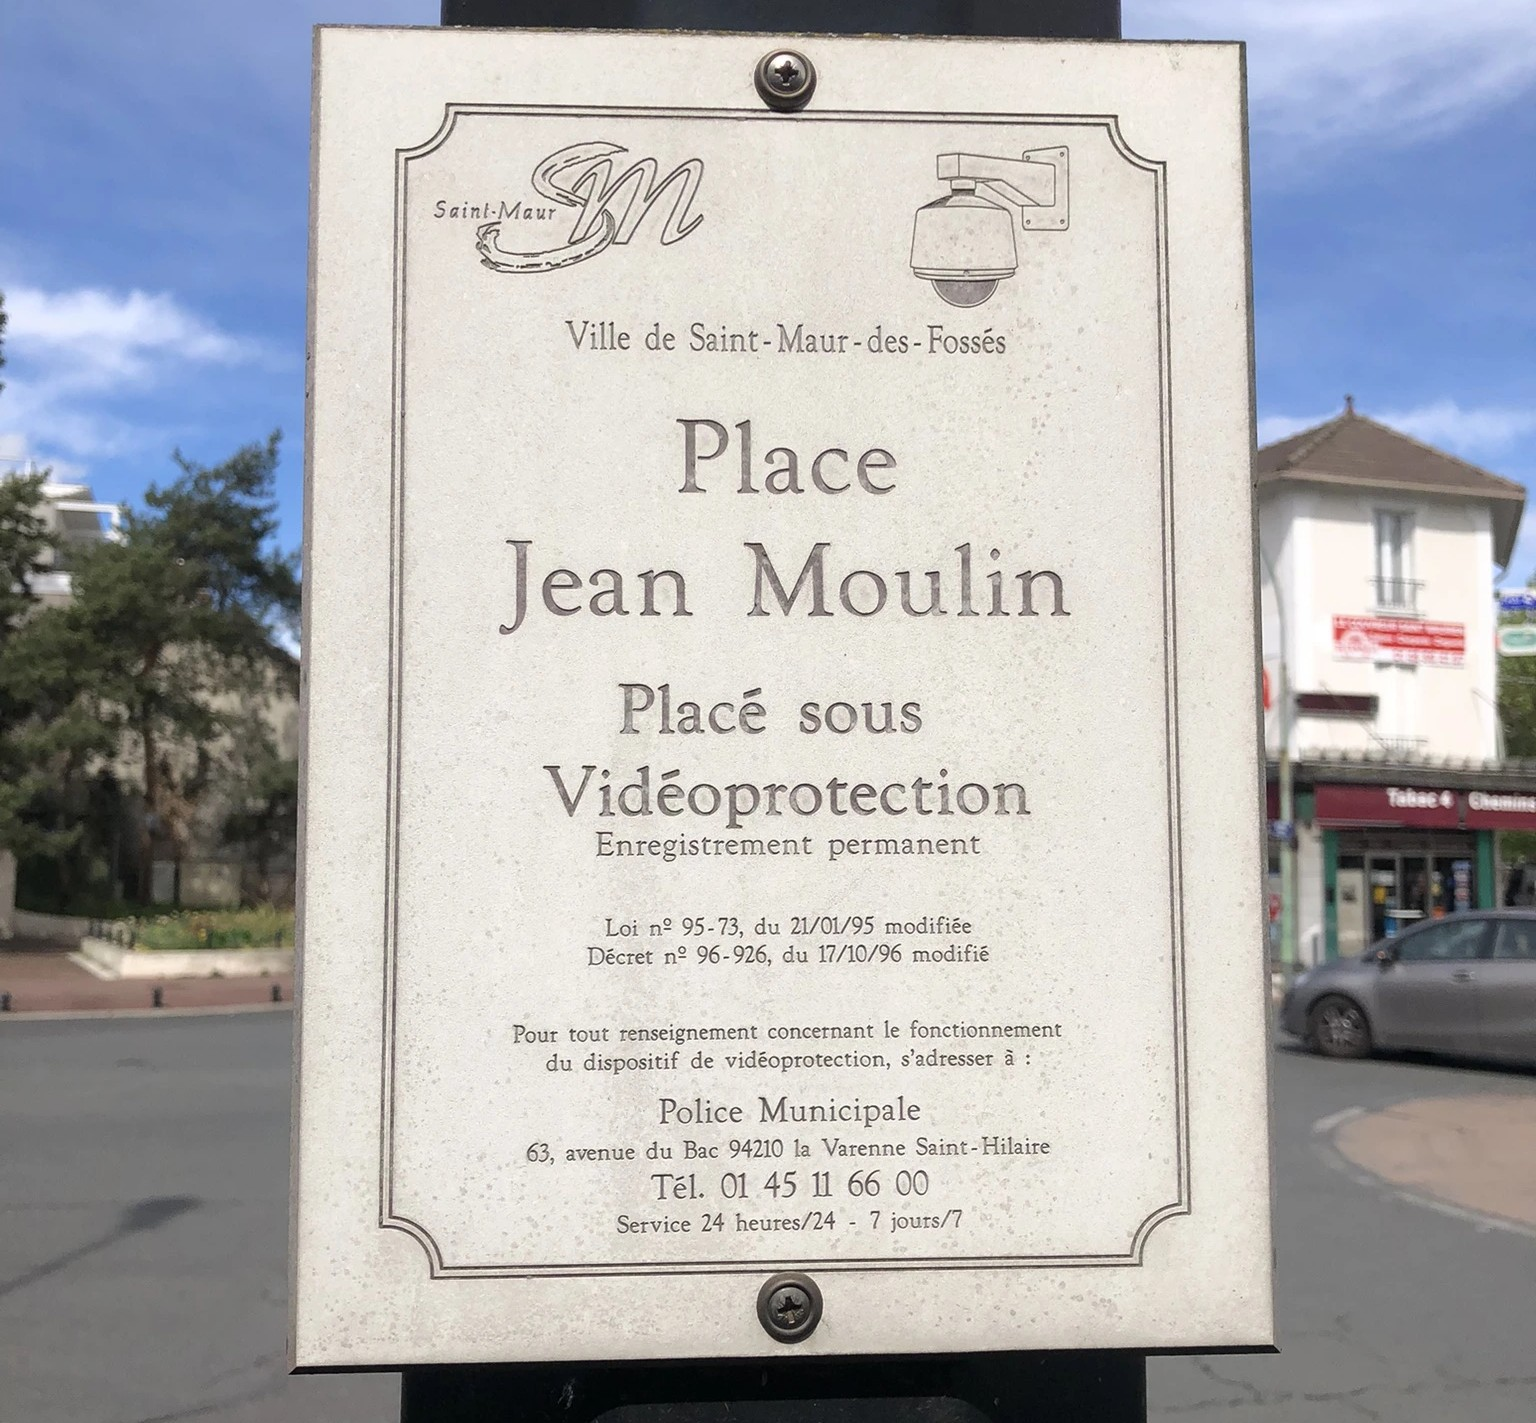 Saint-Maur
SM
Ville de Saint-Maur-des-Fossés
Place
Jean Moulin
Placé sous
Vidéoprotection
Enregistrement permanent
Loi nº 95-73, du 21/01/95 modifiée
Décret nº 96-926, du 17/10/96 modifié
Pour tout renseignement concernant le fonctionnement
du dispositif de vidéoprotection, s'adresser à :
Police Municipale
63, avenue du Bac 94210 la Varenne Saint-Hilaire
Tél. 01 45 11 66 00
Service 24 heures/24 - 7 jours/7
Tabac 4